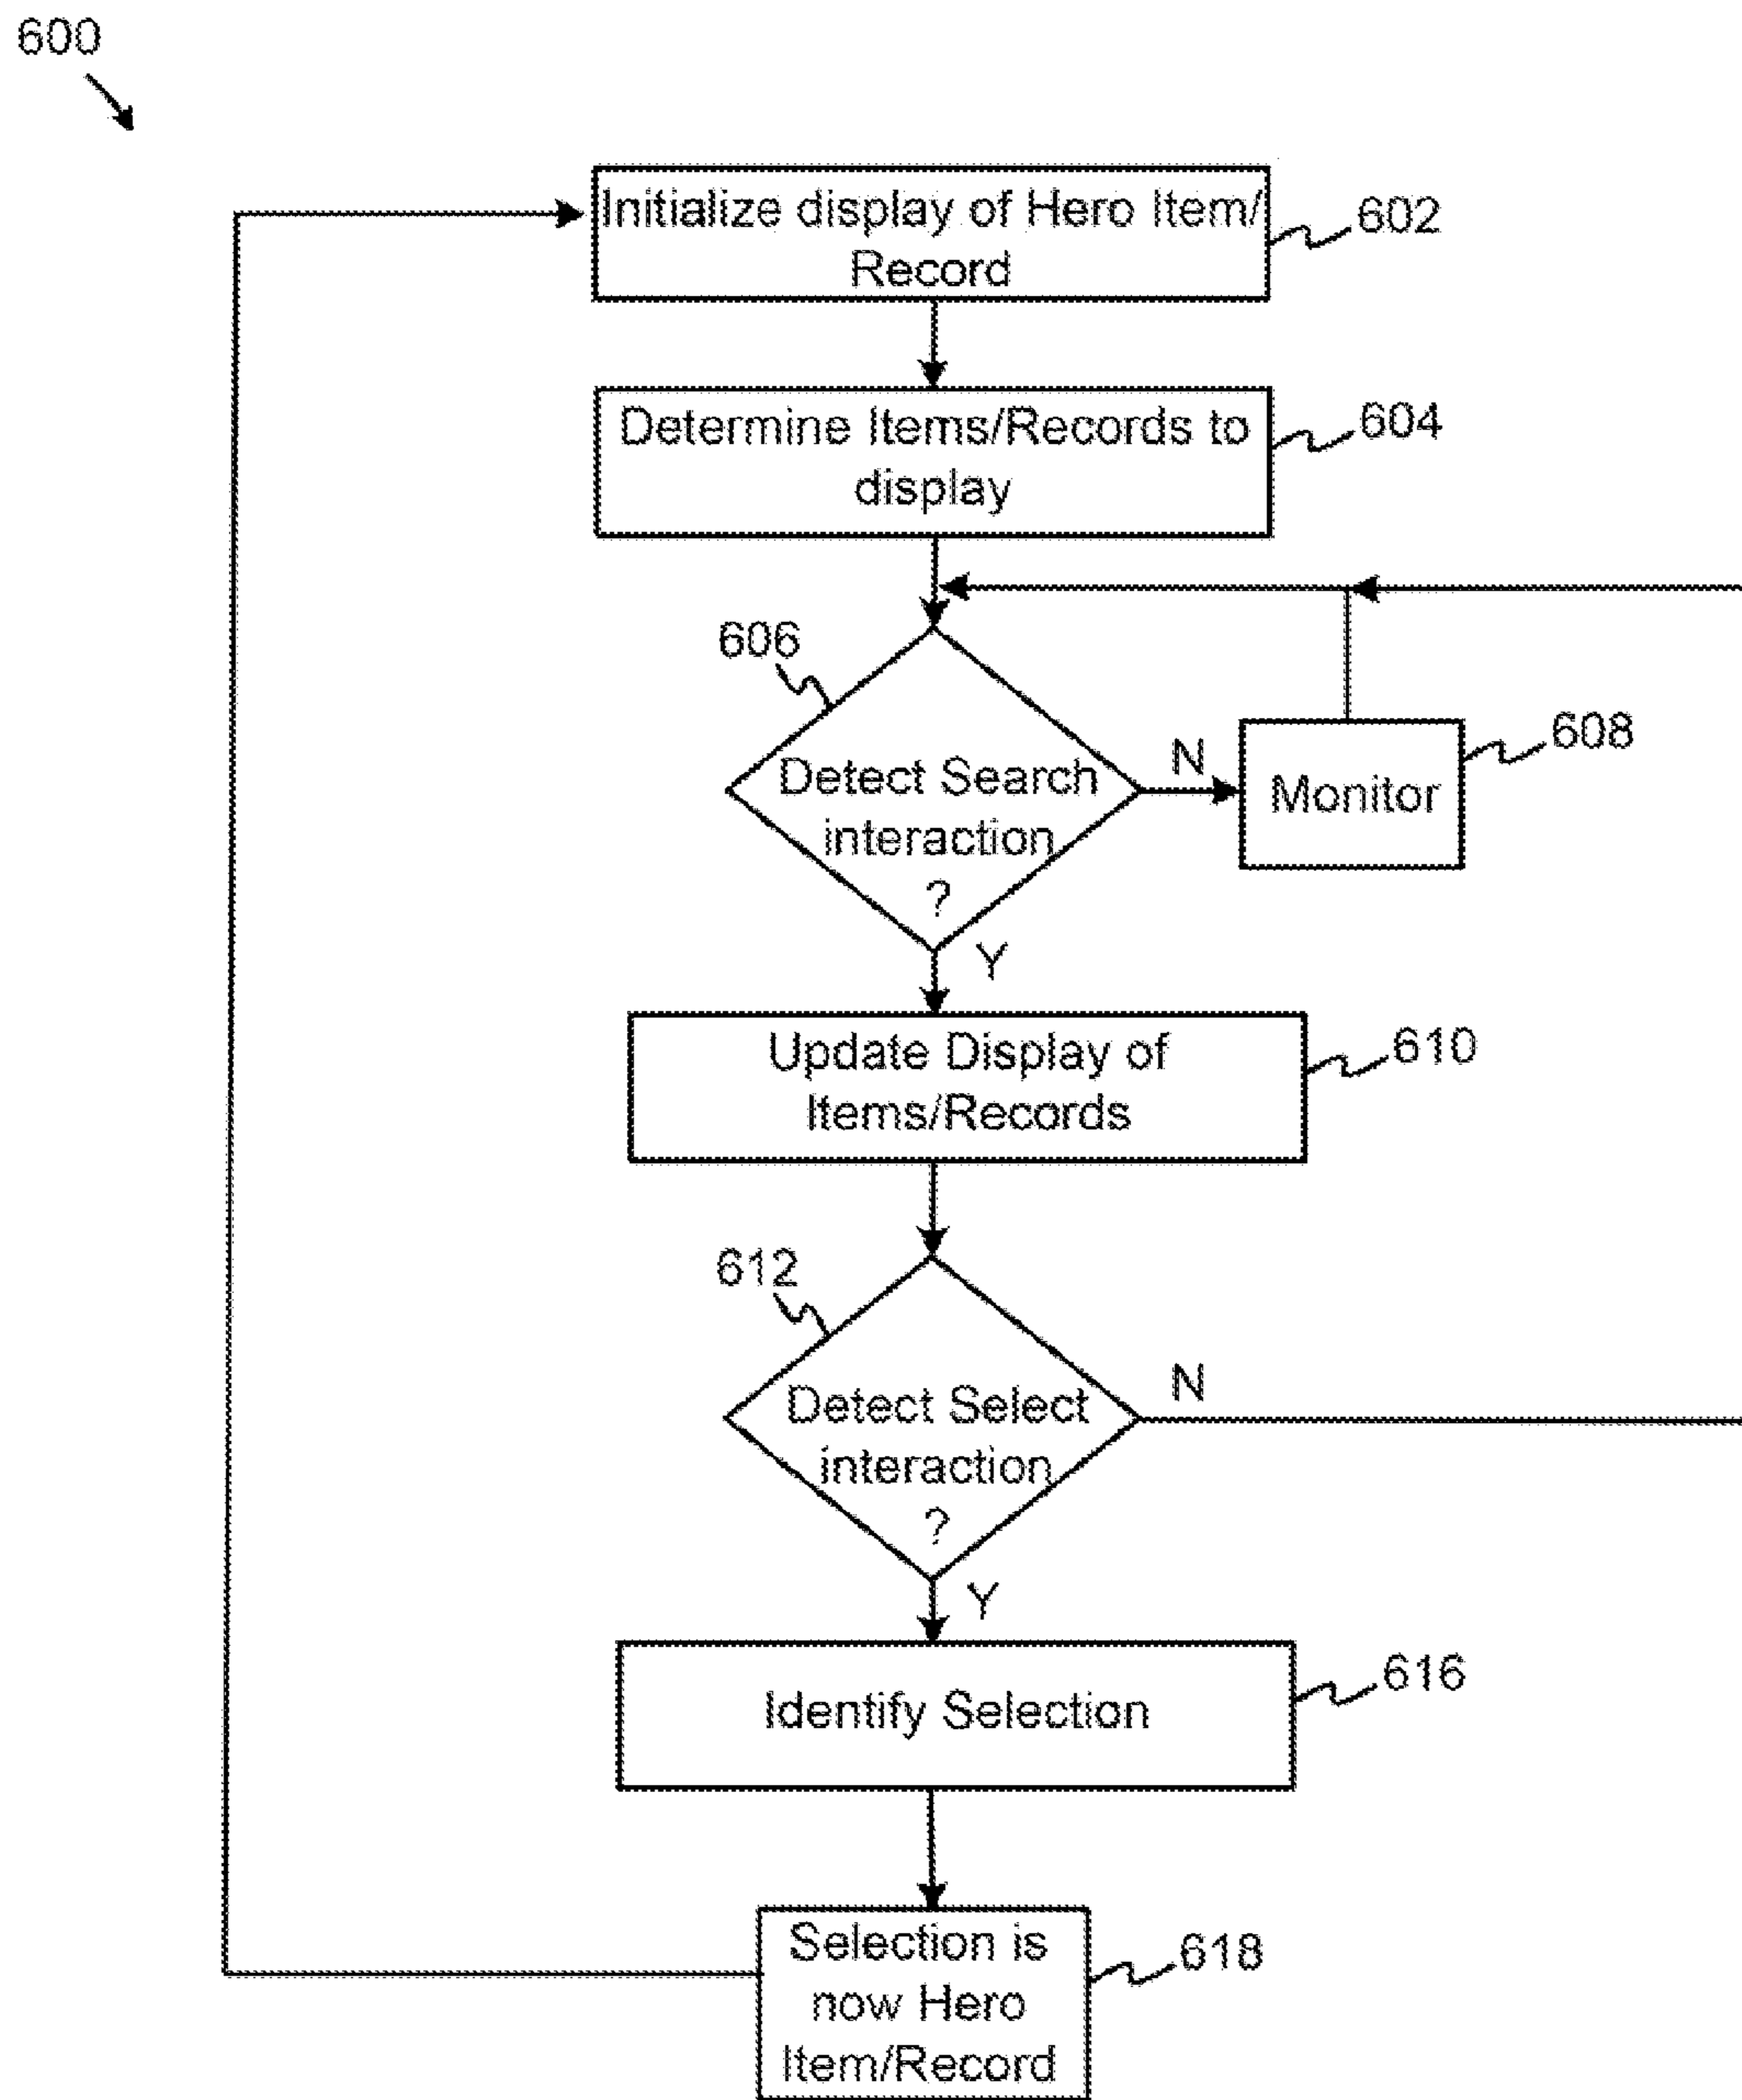 600
Initialize display of Hero Item/
Record
602
Determine Items/Records to
display
604
606
Detect Search
interaction
?
N
Monitor
608
Y
Update Display of
Items/Records
610
612
Detect Select
interaction
?
N
Y
Identify Selection
616
Selection is
now Hero
Item/Record
618